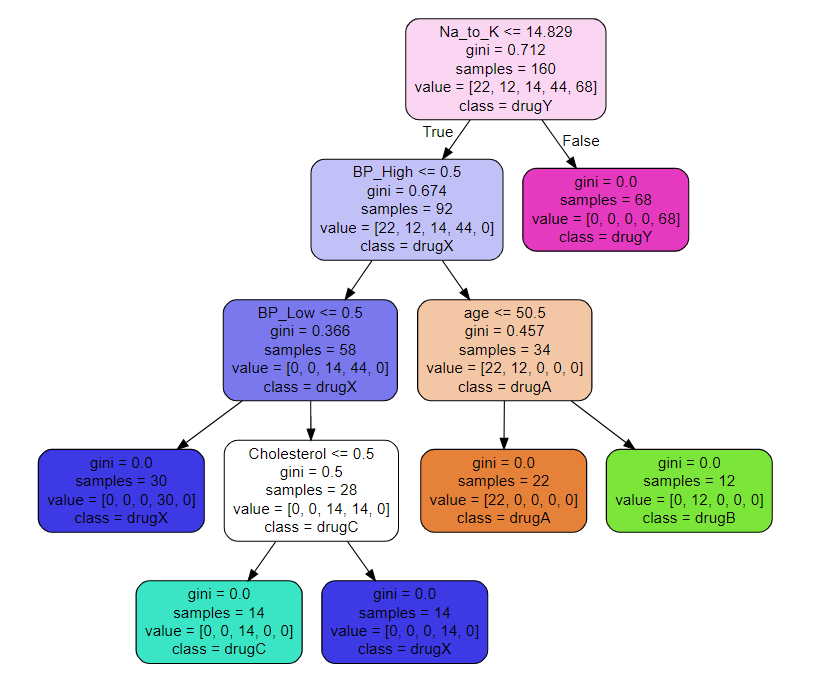 Na_to_K <= 14.829
gini = 0.712
samples = 160
value = [22, 12, 14, 44, 68]
class = drugY
True
False
BP_High <= 0.5
gini = 0.674
samples = 92
value = [22, 12, 14, 44, 0]
class = drugX
gini = 0.0
samples = 68
value = [0, 0, 0, 0, 68]
class = drugY
BP_Low <= 0.5
gini = 0.366
samples = 58
value = [0, 0, 14, 44, 0]
class = drugX
age <= 50.5
gini = 0.457
samples = 34
value = [22, 12, 0, 0, 0]
class = drugA
gini = 0.0
samples = 30
value = [0, 0, 0, 30, 0]
class = drugX
Cholesterol <= 0.5
gini = 0.5
samples = 28
value = [0, 0, 14, 14, 0]
class = drugC
gini = 0.0
samples = 22
value = [22, 0, 0, 0, 0]
class = drugA
gini = 0.0
samples = 12
value = [0, 12, 0, 0, 0]
class = drugB
gini = 0.0
samples = 14
value = [0, 0, 14, 0, 0]
class = drugC
gini = 0.0
samples = 14
value = [0, 0, 0, 14, 0]
class = drugX